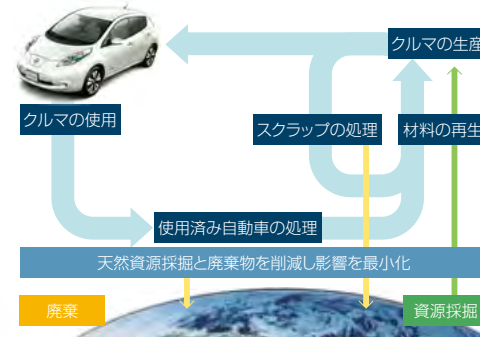 クルマの生産
クルマの使用
スクラップの処理
材料の再生
使用済み自動車の処理
天然資源採掘と廃棄物を削減し影響を最小化
廃棄
資源採掘